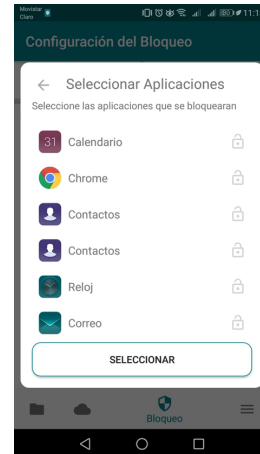 Movistar
Claro
11:1
Configuración del Bloqueo
Seleccionar Aplicaciones
Seleccione las aplicaciones que se bloquearan
31 Calendario
Chrome
Contactos
Contactos
Reloj
Correo
SELECCIONAR
Bloqueo